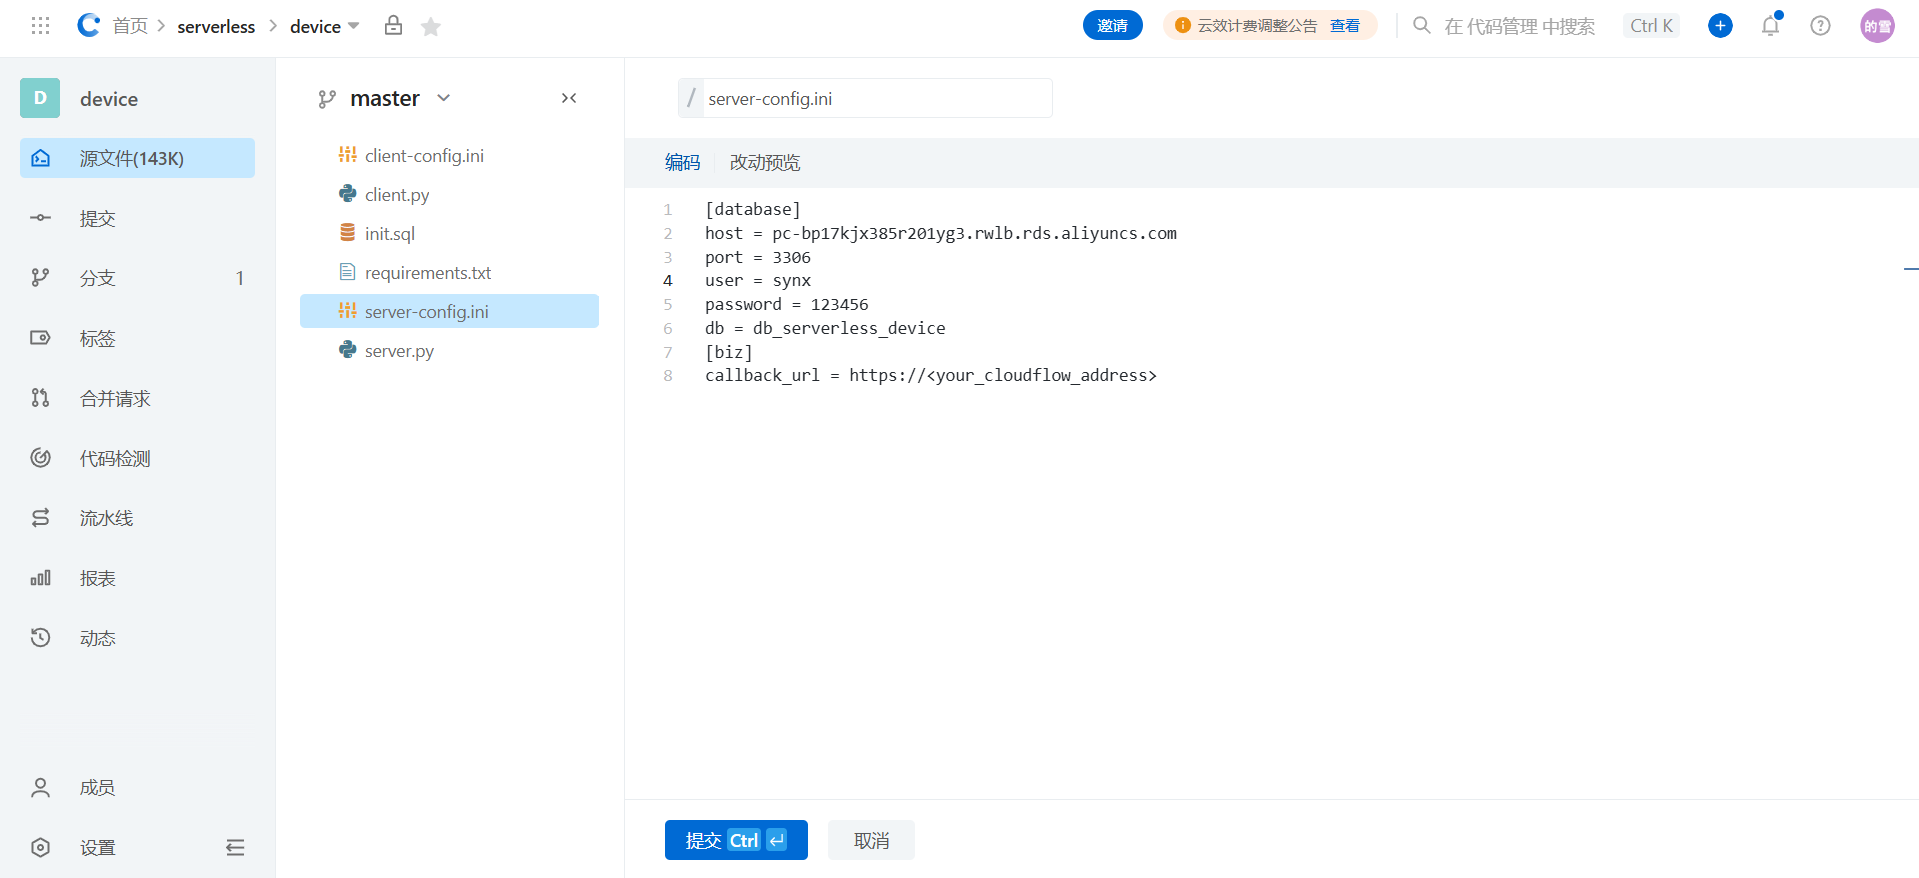 首页 > serverless > device
邀请
云效计费调整公告 查看
在 代码管理 中搜索 Ctrl K
的雪
D device
源文件(143K)
提交
分支 1
标签
合并请求
代码检测
流水线
报表
动态
成员
设置
master
client-config.ini
client.py
init.sql
requirements.txt
server-config.ini
server.py
/ server-config.ini
编码 改动预览
1 [database]
2 host = pc-bp17kjx385r201yg3.rwlb.rds.aliyuncs.com
3 port = 3306
4 user = synx
5 password = 123456
6 db = db_serverless_device
7 [biz]
8 callback_url = https://<your_cloudflow_address>
提交 Ctrl ↵ 取消